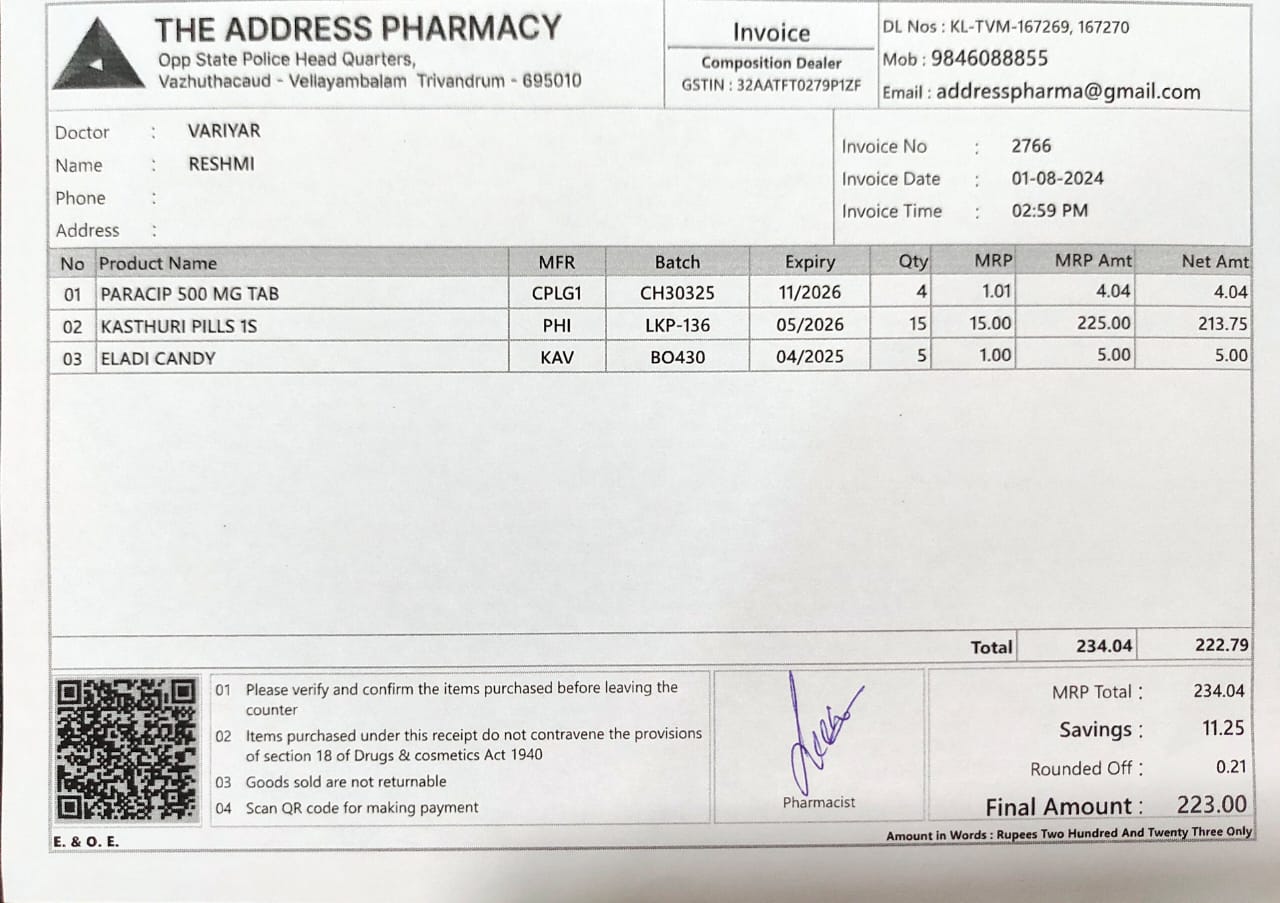 THE ADDRESS PHARMACY
Opp State Police Head Quarters,
Vazhuthacaud - Vellayambalam Trivandrum - 695010
Invoice
Composition Dealer
GSTIN : 32AATFT0279P1ZF
DL Nos : KL-TVM-167269, 167270
Mob : 9846088855
Email : addresspharma@gmail.com
Doctor : VARIYAR
Name : RESHMI
Phone :
Address :
Invoice No : 2766
Invoice Date : 01-08-2024
Invoice Time : 02:59 PM
No Product Name MFR Batch Expiry Qty MRP MRP Amt Net Amt
01 PARACIP 500 MG TAB CPLG1 CH30325 11/2026 4 1.01 4.04 4.04
02 KASTHURI PILLS 1S PHI LKP-136 05/2026 15 15.00 225.00 213.75
03 ELADI CANDY KAV BO430 04/2025 5 1.00 5.00 5.00
Total 234.04 222.79
01 Please verify and confirm the items purchased before leaving the
counter
02 Items purchased under this receipt do not contravene the provisions
of section 18 of Drugs & cosmetics Act 1940
03 Goods sold are not returnable
04 Scan QR code for making payment
Pharmacist
MRP Total : 234.04
Savings : 11.25
Rounded Off : 0.21
Final Amount : 223.00
E. & O. E.
Amount in Words : Rupees Two Hundred And Twenty Three Only